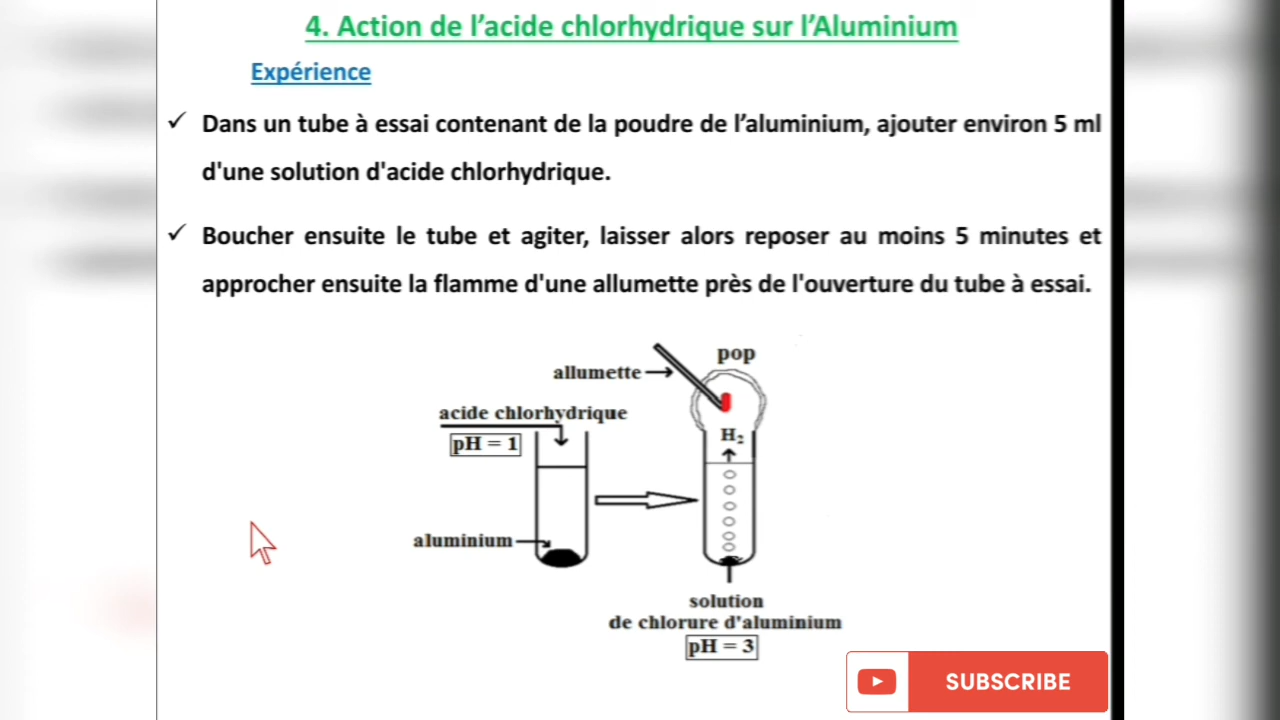 4. Action de l’acide chlorhydrique sur l’Aluminium
Expérience
✓ Dans un tube à essai contenant de la poudre de l’aluminium, ajouter environ 5 ml
d'une solution d'acide chlorhydrique.
✓ Boucher ensuite le tube et agiter, laisser alors reposer au moins 5 minutes et
approcher ensuite la flamme d'une allumette près de l'ouverture du tube à essai.
pop
allumette
acide chlorhydrique
H₂
pH = 1
aluminium
solution
de chlorure d'aluminium
pH = 3
SUBSCRIBE